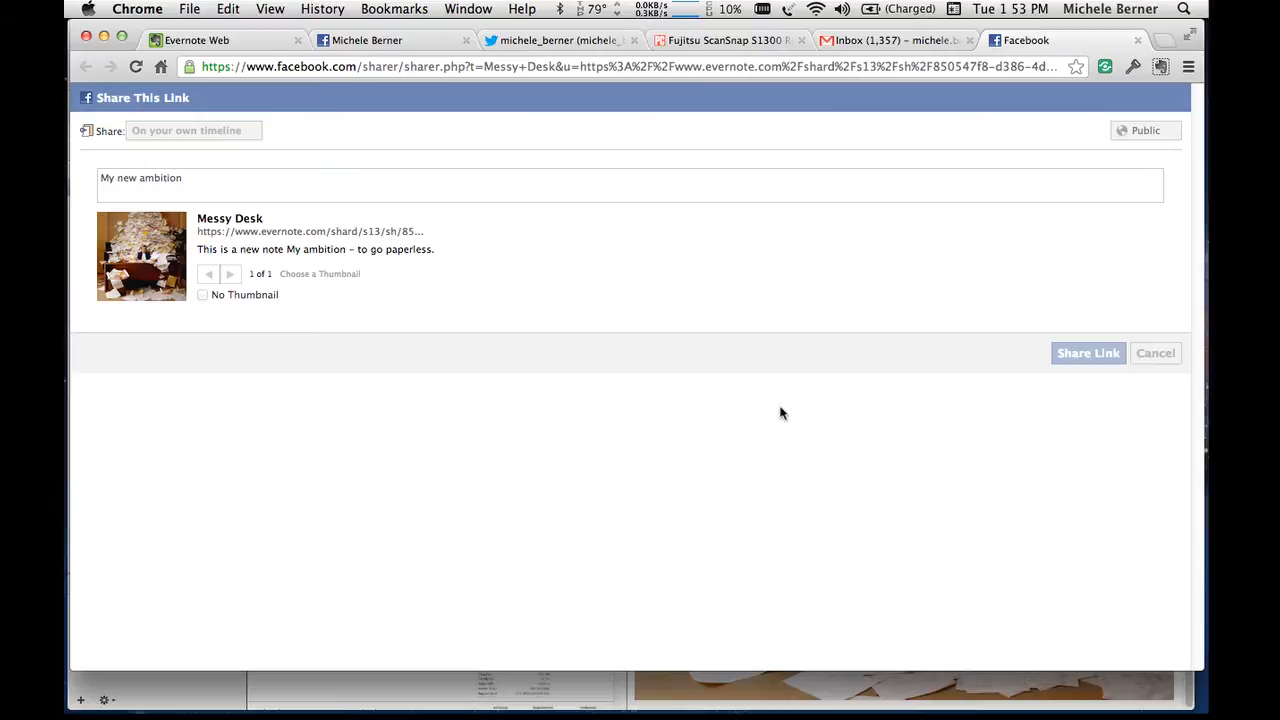 Chrome File Edit View History Bookmarks Window Help 79° 0.0KB/s 0.3KB/s 10% (Charged) Tue 1:53 PM Michele Berner
Evernote Web Michele Berner michele_berner (michele_ Fujitsu ScanSnap S1300 R Inbox (1,357) – michele.b Facebook
https://www.facebook.com/sharer/sharer.php?t=Messy+Desk&u=https%3A%2F%2Fwww.evernote.com%2Fshard%2Fs13%2Fsh%2F850547f8-d386-4d...
Share This Link
Share: On your own timeline Public
My new ambition
Messy Desk
https://www.evernote.com/shard/s13/sh/85...
This is a new note My ambition – to go paperless.
1 of 1 Choose a Thumbnail
No Thumbnail
Share Link Cancel